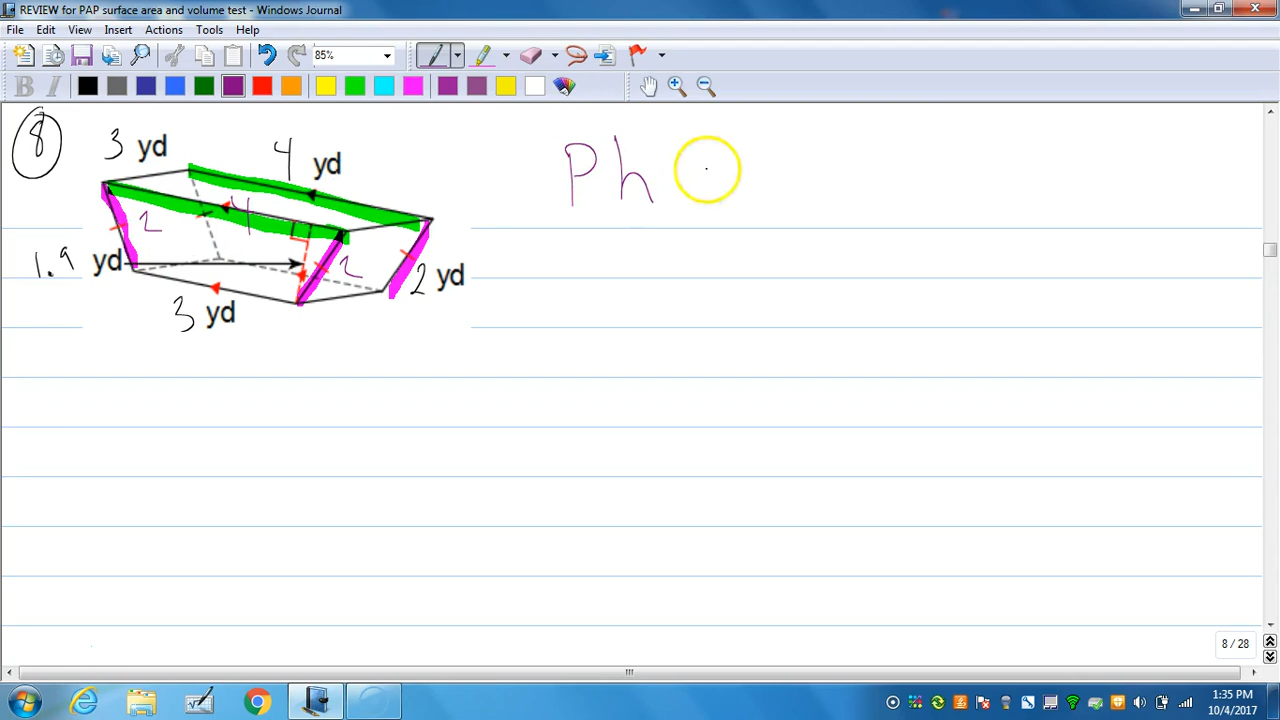 REVIEW for PAP surface area and volume test - Windows Journal
File Edit View Insert Actions Tools Help
85%
B I
8
3 yd
4 yd
Ph
2
4
1.9 yd
2
2 yd
3 yd
8 / 28
1:35 PM
10/4/2017